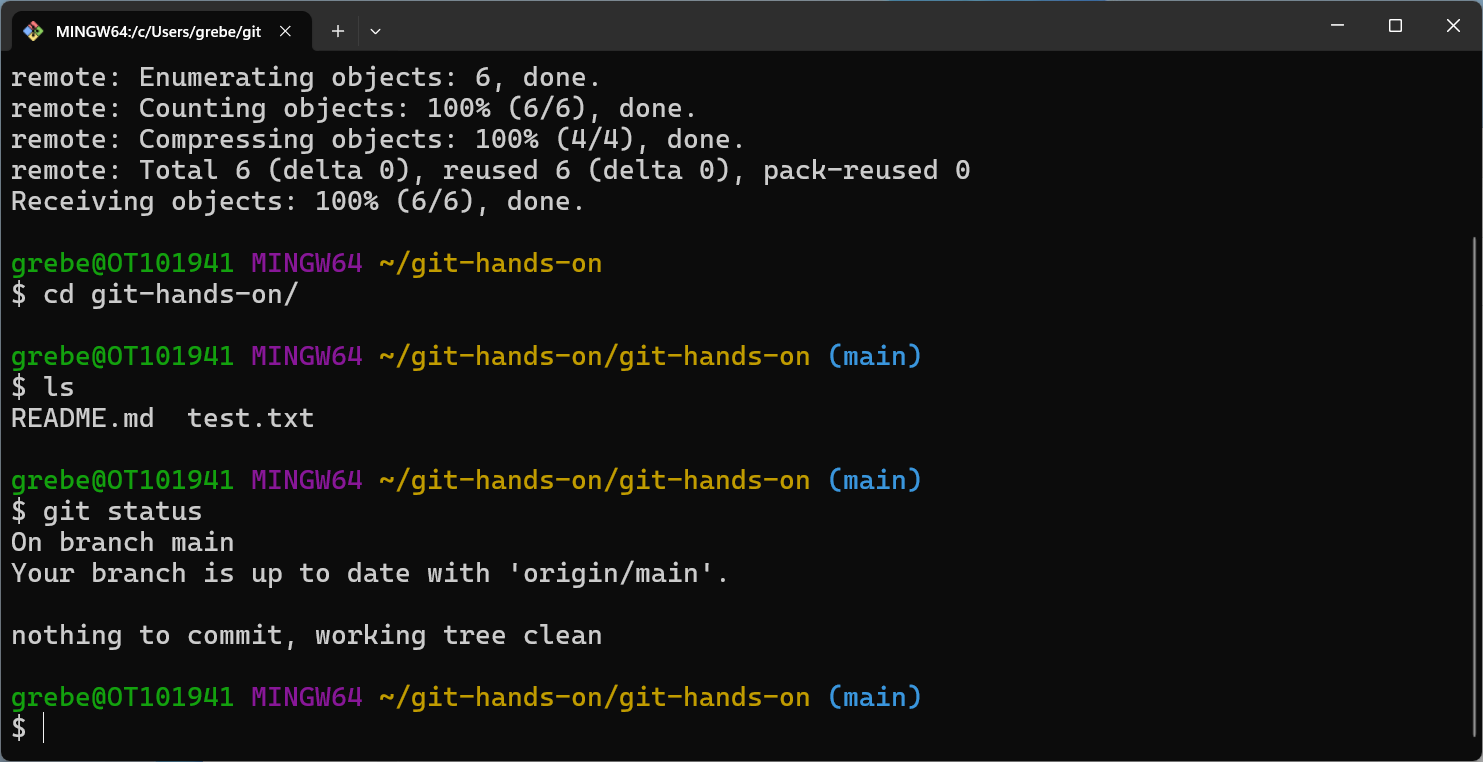 MINGW64:/c/Users/grebe/git
remote: Enumerating objects: 6, done.
remote: Counting objects: 100% (6/6), done.
remote: Compressing objects: 100% (4/4), done.
remote: Total 6 (delta 0), reused 6 (delta 0), pack-reused 0
Receiving objects: 100% (6/6), done.
grebe@OT101941 MINGW64 ~/git-hands-on
$ cd git-hands-on/
grebe@OT101941 MINGW64 ~/git-hands-on/git-hands-on (main)
$ ls
README.md  test.txt
grebe@OT101941 MINGW64 ~/git-hands-on/git-hands-on (main)
$ git status
On branch main
Your branch is up to date with 'origin/main'.
nothing to commit, working tree clean
grebe@OT101941 MINGW64 ~/git-hands-on/git-hands-on (main)
$